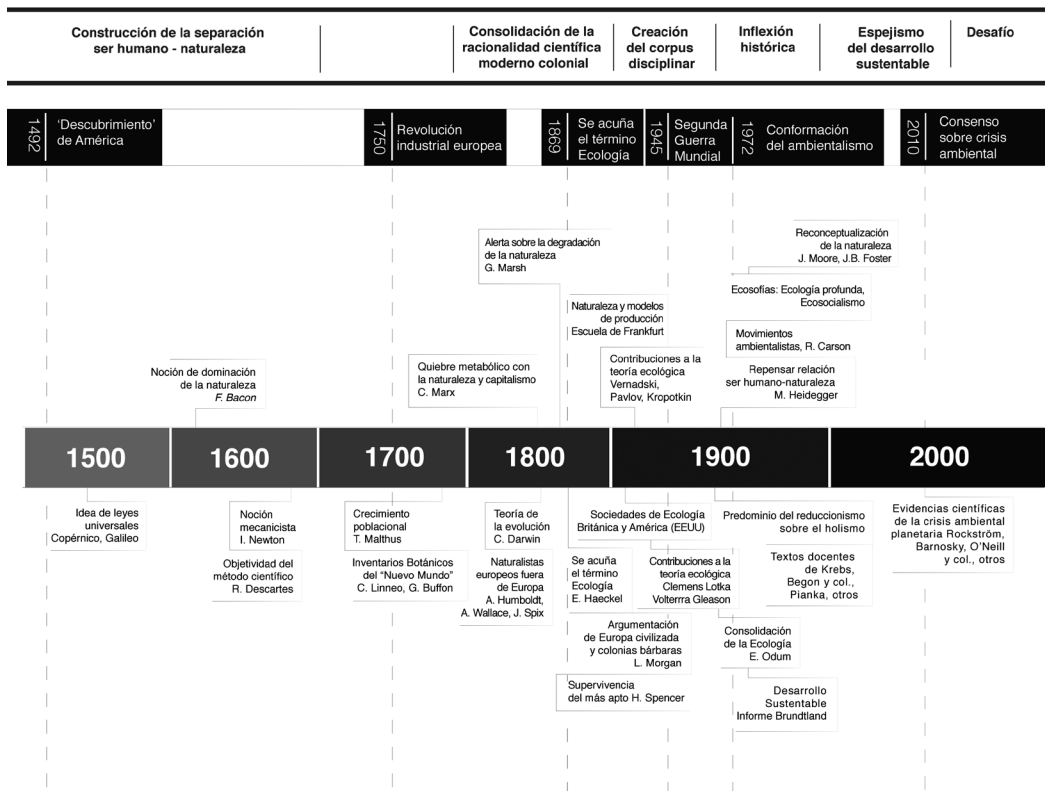 Construcción de la separación
ser humano - naturaleza
Consolidación de la
racionalidad científica
moderno colonial
Creación
del corpus
disciplinar
Inflexión
histórica
Espejismo
del desarrollo
sustentable
Desafío
1492
‘Descubrimiento’
de América
1750
Revolución
industrial europea
1869
Se acuña
el término
Ecología
1945
Segunda
Guerra
Mundial
1972
Conformación
del ambientalismo
2010
Consenso
sobre crisis
ambiental
Reconceptualización
de la naturaleza
J. Moore, J.B. Foster
Alerta sobre la degradación
de la naturaleza
G. Marsh
Ecosofías: Ecología profunda,
Ecosocialismo
Naturaleza y modelos
de producción
Escuela de Frankfurt
Movimientos
ambientalistas, R. Carson
Noción de dominación
de la naturaleza
F. Bacon
Quiebre metabólico con
la naturaleza y capitalismo
C. Marx
Contribuciones a la
teoría ecológica
Vernadski,
Pavlov, Kropotkin
Repensar relación
ser humano-naturaleza
M. Heidegger
1500
1600
1700
1800
1900
2000
Idea de leyes
universales
Copérnico, Galileo
Noción
mecanicista
I. Newton
Objetividad del
método científico
R. Descartes
Crecimiento
poblacional
T. Malthus
Inventarios Botánicos
del “Nuevo Mundo”
C. Linneo, G. Buffon
Teoría de
la evolución
C. Darwin
Naturalistas
europeos fuera
de Europa
A. Humboldt,
A. Wallace, J. Spix
Sociedades de Ecología
Británica y América (EEUU)
Se acuña
el término
Ecología
E. Haeckel
Contribuciones a la
teoría ecológica
Clemens Lotka
Volterrra Gleason
Argumentación
de Europa civilizada
y colonias bárbaras
L. Morgan
Supervivencia
del más apto H. Spencer
Predominio del reduccionismo
sobre el holismo
Textos docentes
de Krebs,
Begon y col.,
Pianka, otros
Consolidación
de la Ecología
E. Odum
Desarrollo
Sustentable
Informe Brundtland
Evidencias científicas
de la crisis ambiental
planetaria Rockström,
Barnosky, O’Neill
y col., otros